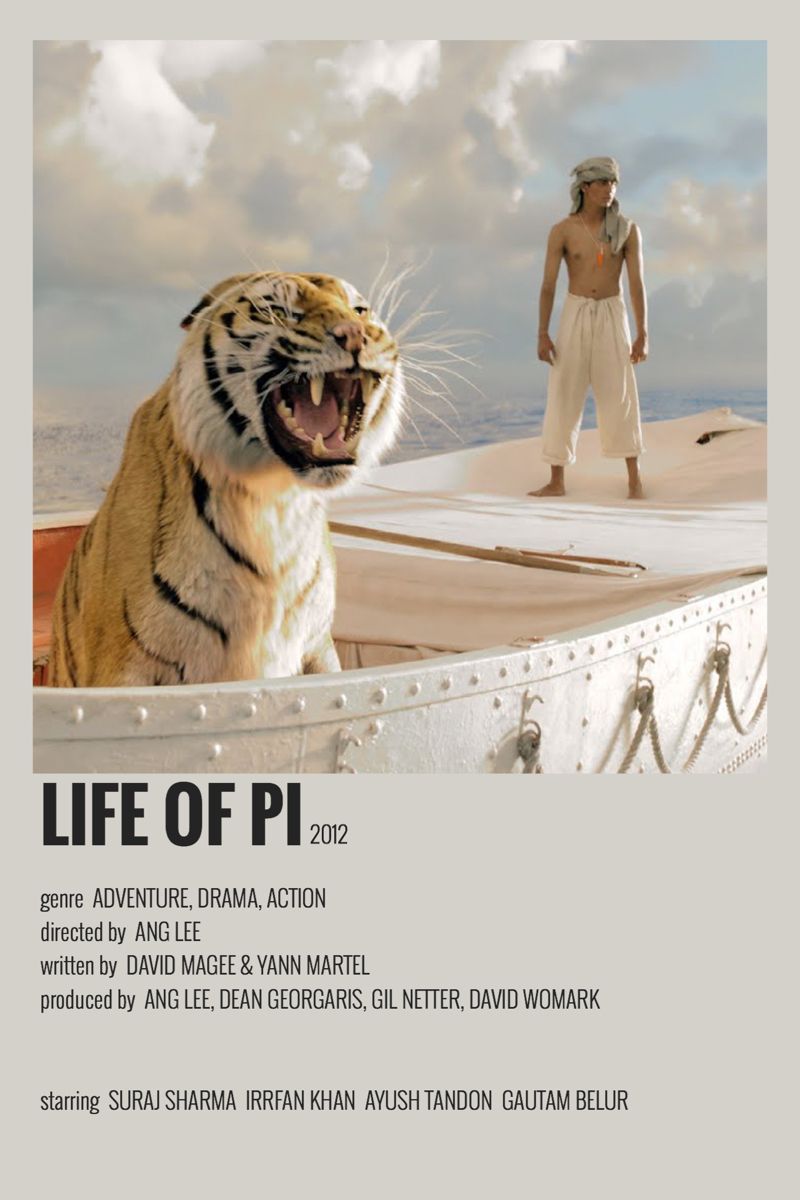 LIFE OF PI 2012
genre ADVENTURE, DRAMA, ACTION
directed by ANG LEE
written by DAVID MAGEE & YANN MARTEL
produced by ANG LEE, DEAN GEORGARIS, GIL NETTER, DAVID WOMARK
starring SURAJ SHARMA IRRFAN KHAN AYUSH TANDON GAUTAM BELUR